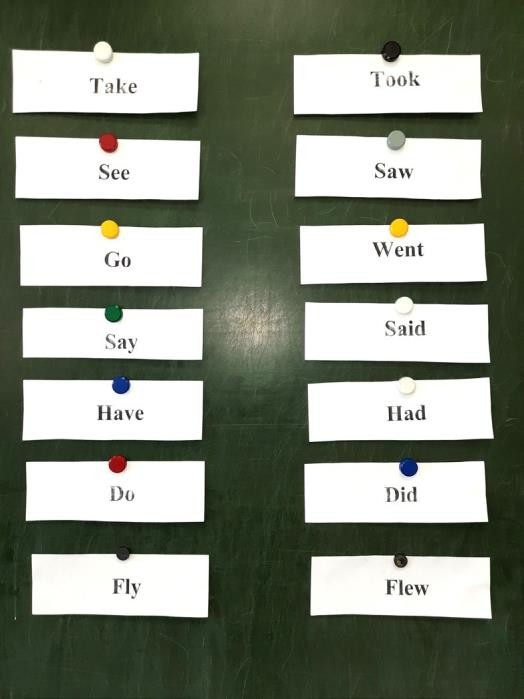 Take Took
See Saw
Go Went
Say Said
Have Had
Do Did
Fly Flew